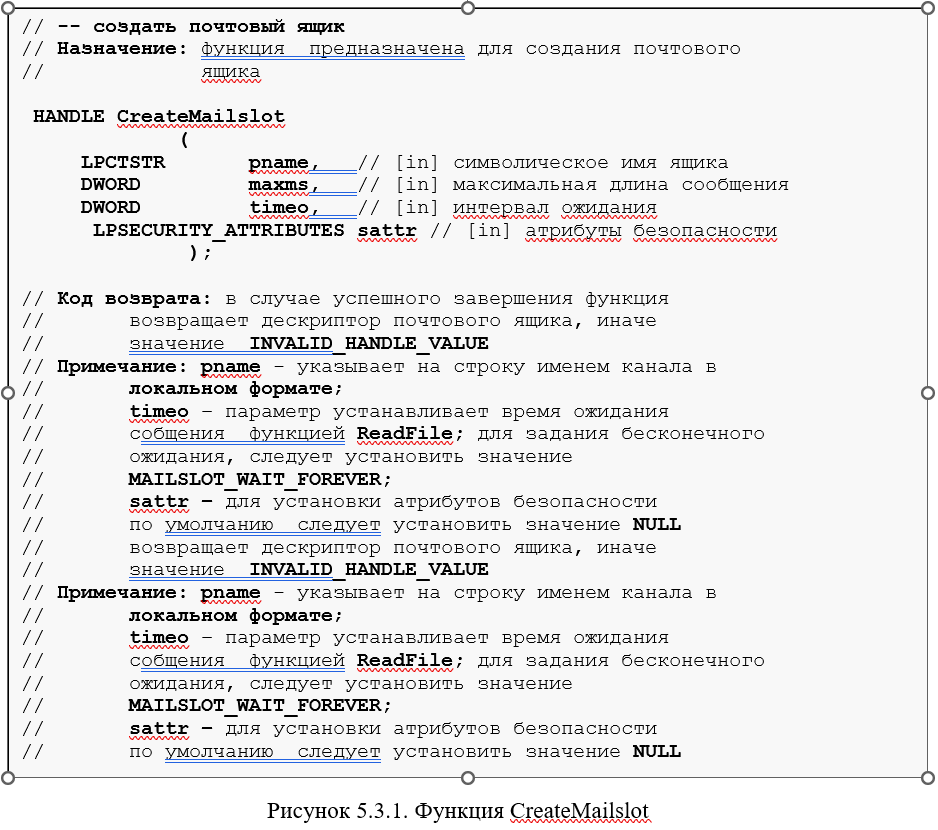 // -- создать почтовый ящик
// Назначение: функция  предназначена для создания почтового
//             ящика
HANDLE CreateMailslot
(
LPCTSTR       pname,   // [in] символическое имя ящика
DWORD         maxms,   // [in] максимальная длина сообщения
DWORD         timeo,   // [in] интервал ожидания
LPSECURITY_ATTRIBUTES sattr // [in] атрибуты безопасности
);
// Код возврата: в случае успешного завершения функция
//       возвращает дескриптор почтового ящика, иначе
//       значение  INVALID_HANDLE_VALUE
// Примечание: pname - указывает на строку именем канала в
//       локальном формате;
//       timeo – параметр устанавливает время ожидания
//       собщения  функцией ReadFile; для задания бесконечного
//       ожидания, следует установить значение
//       MAILSLOT_WAIT_FOREVER;
//       sattr – для установки атрибутов безопасности
//       по умолчанию  следует установить значение NULL
//       возвращает дескриптор почтового ящика, иначе
//       значение  INVALID_HANDLE_VALUE
// Примечание: pname - указывает на строку именем канала в
//       локальном формате;
//       timeo – параметр устанавливает время ожидания
//       собщения  функцией ReadFile; для задания бесконечного
//       ожидания, следует установить значение
//       MAILSLOT_WAIT_FOREVER;
//       sattr – для установки атрибутов безопасности
//       по умолчанию  следует установить значение NULL
Рисунок 5.3.1. Функция CreateMailslot